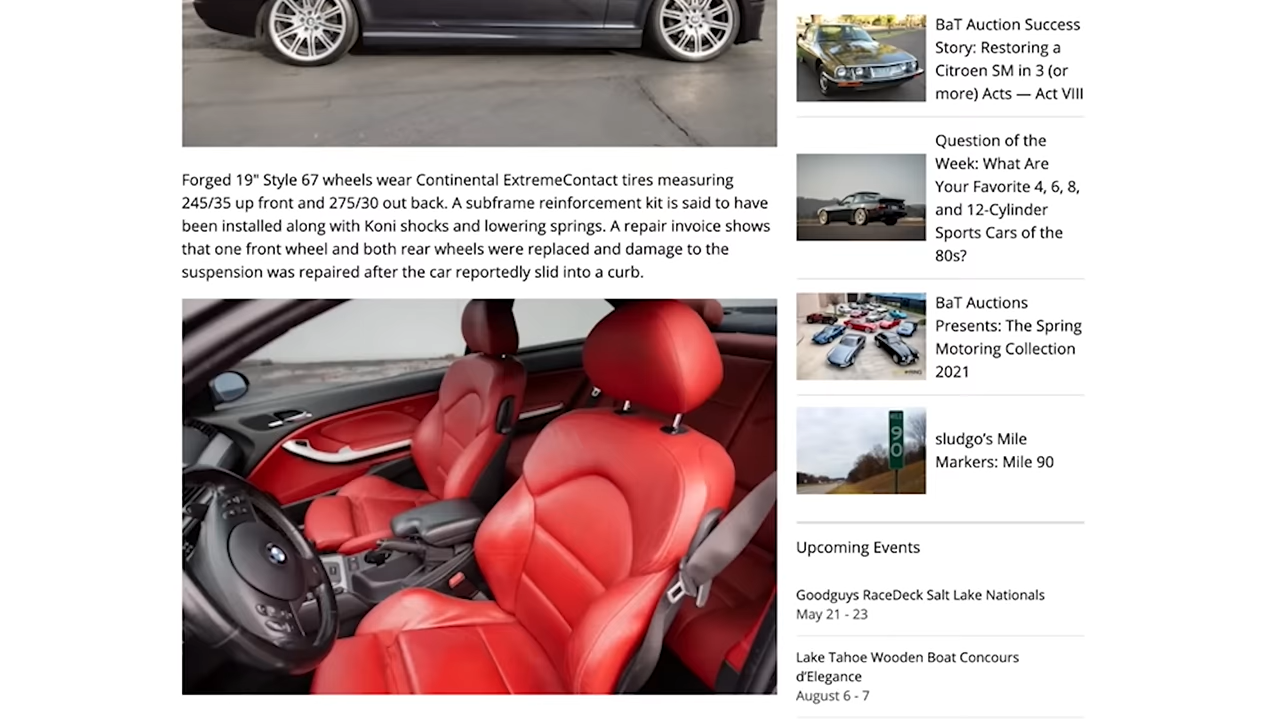 Forged 19" Style 67 wheels wear Continental ExtremeContact tires measuring
245/35 up front and 275/30 out back. A subframe reinforcement kit is said to have
been installed along with Koni shocks and lowering springs. A repair invoice shows
that one front wheel and both rear wheels were replaced and damage to the
suspension was repaired after the car reportedly slid into a curb.
BaT Auction Success
Story: Restoring a
Citroen SM in 3 (or
more) Acts — Act VIII
Question of the
Week: What Are
Your Favorite 4, 6, 8,
and 12-Cylinder
Sports Cars of the
80s?
BaT Auctions
Presents: The Spring
Motoring Collection
2021
MILE
90
sludgo’s Mile
Markers: Mile 90
Upcoming Events
Goodguys RaceDeck Salt Lake Nationals
May 21 - 23
Lake Tahoe Wooden Boat Concours
d’Elegance
August 6 - 7